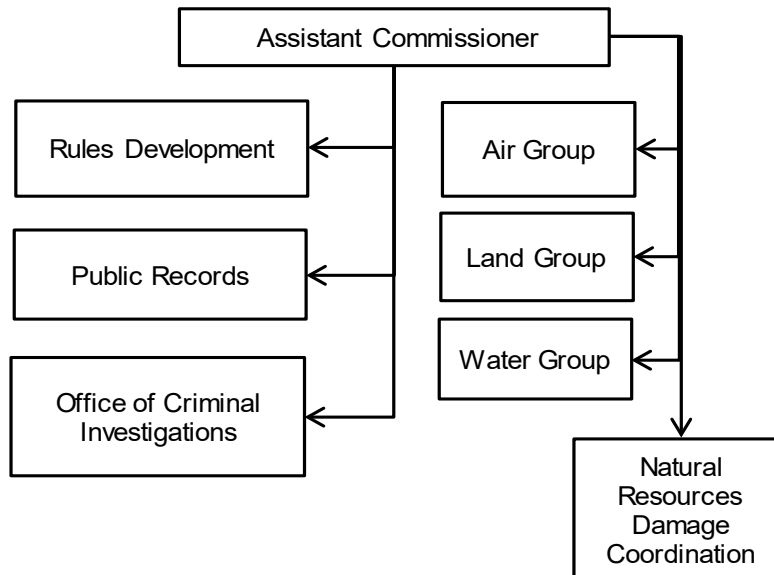 Assistant Commissioner
Rules Development
Public Records
Office of Criminal
Investigations
Air Group
Land Group
Water Group
Natural
Resources
Damage
Coordination